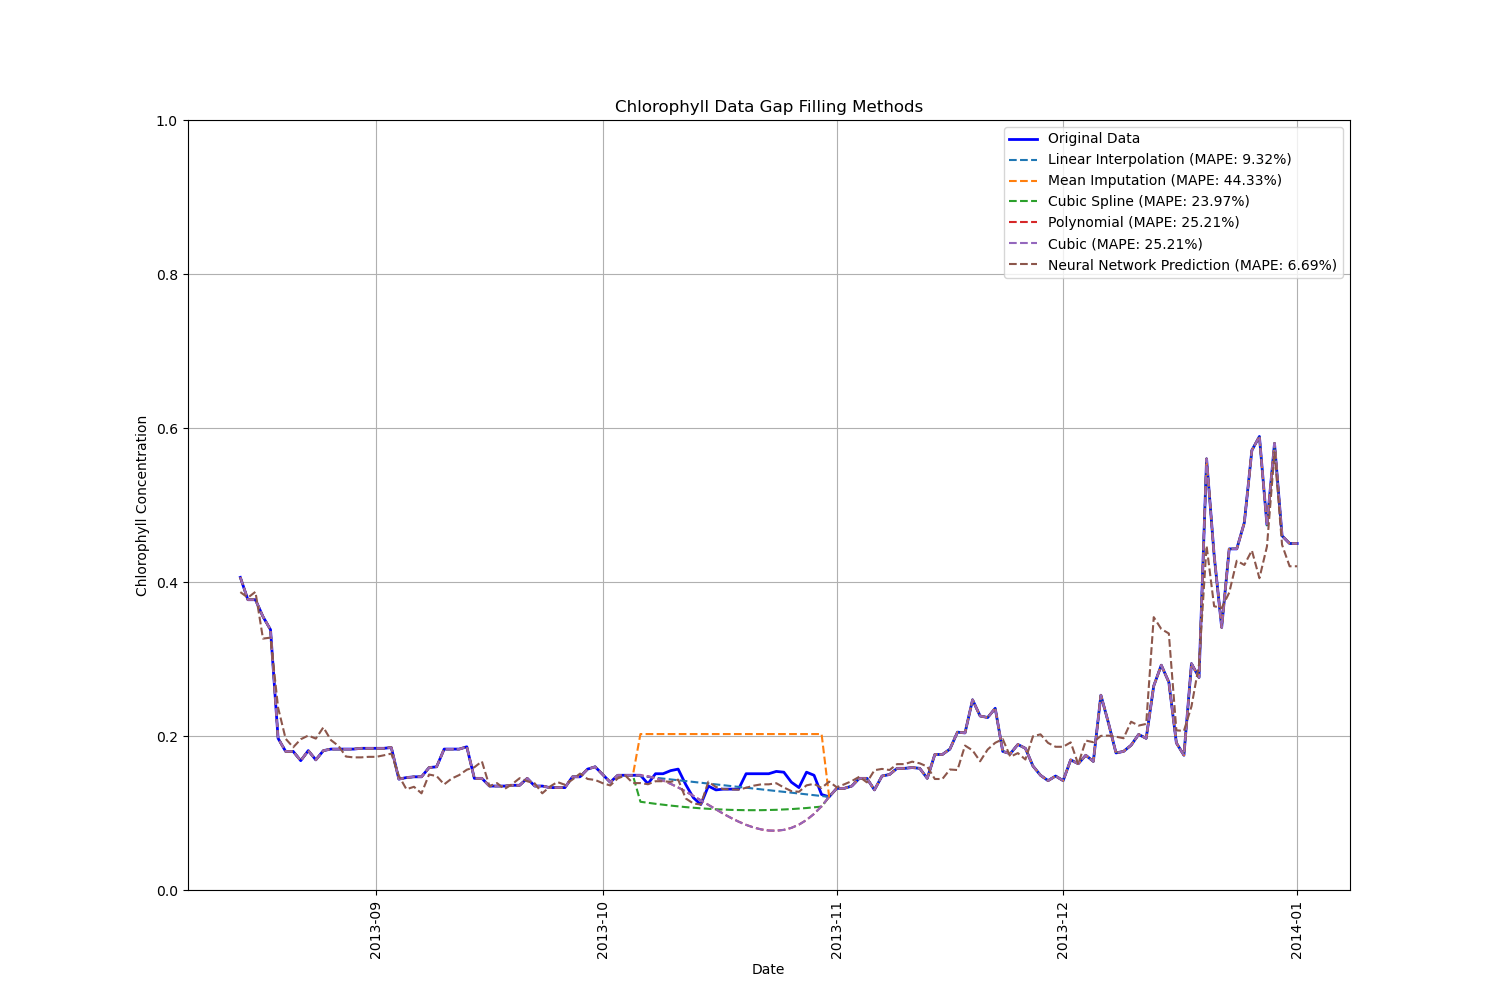 Chlorophyll Data Gap Filling Methods
1.0
0.8
0.6
0.4
0.2
0.0
Chlorophyll Concentration
Original Data
Linear Interpolation (MAPE: 9.32%)
Mean Imputation (MAPE: 44.33%)
Cubic Spline (MAPE: 23.97%)
Polynomial (MAPE: 25.21%)
Cubic (MAPE: 25.21%)
Neural Network Prediction (MAPE: 6.69%)
2013-09
2013-10
2013-11
2013-12
2014-01
Date